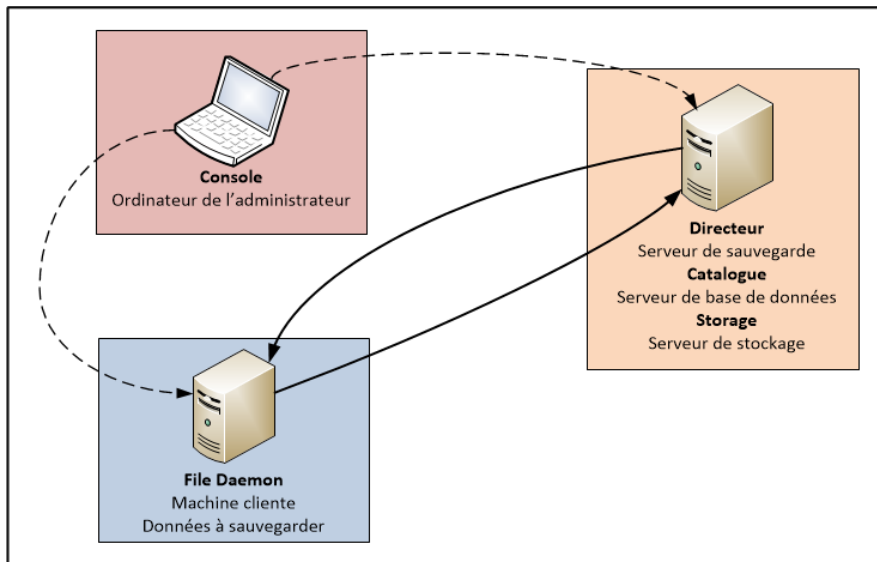 Console
Ordinateur de l’administrateur
Directeur
Serveur de sauvegarde
Catalogue
Serveur de base de données
Storage
Serveur de stockage
File Daemon
Machine cliente
Données à sauvegarder